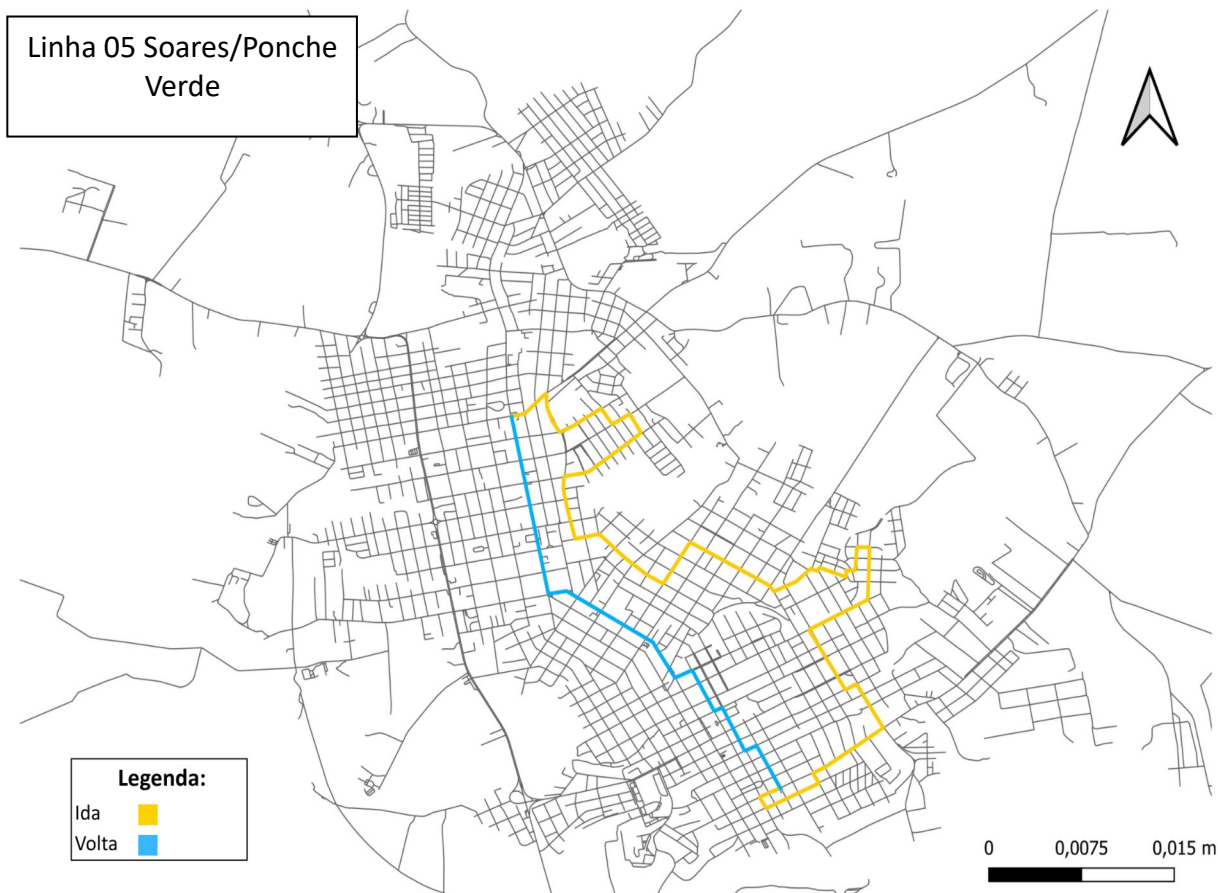 Linha 05 Soares/Ponche
Verde
Legenda:
Ida
Volta
0 0,0075 0,015 m